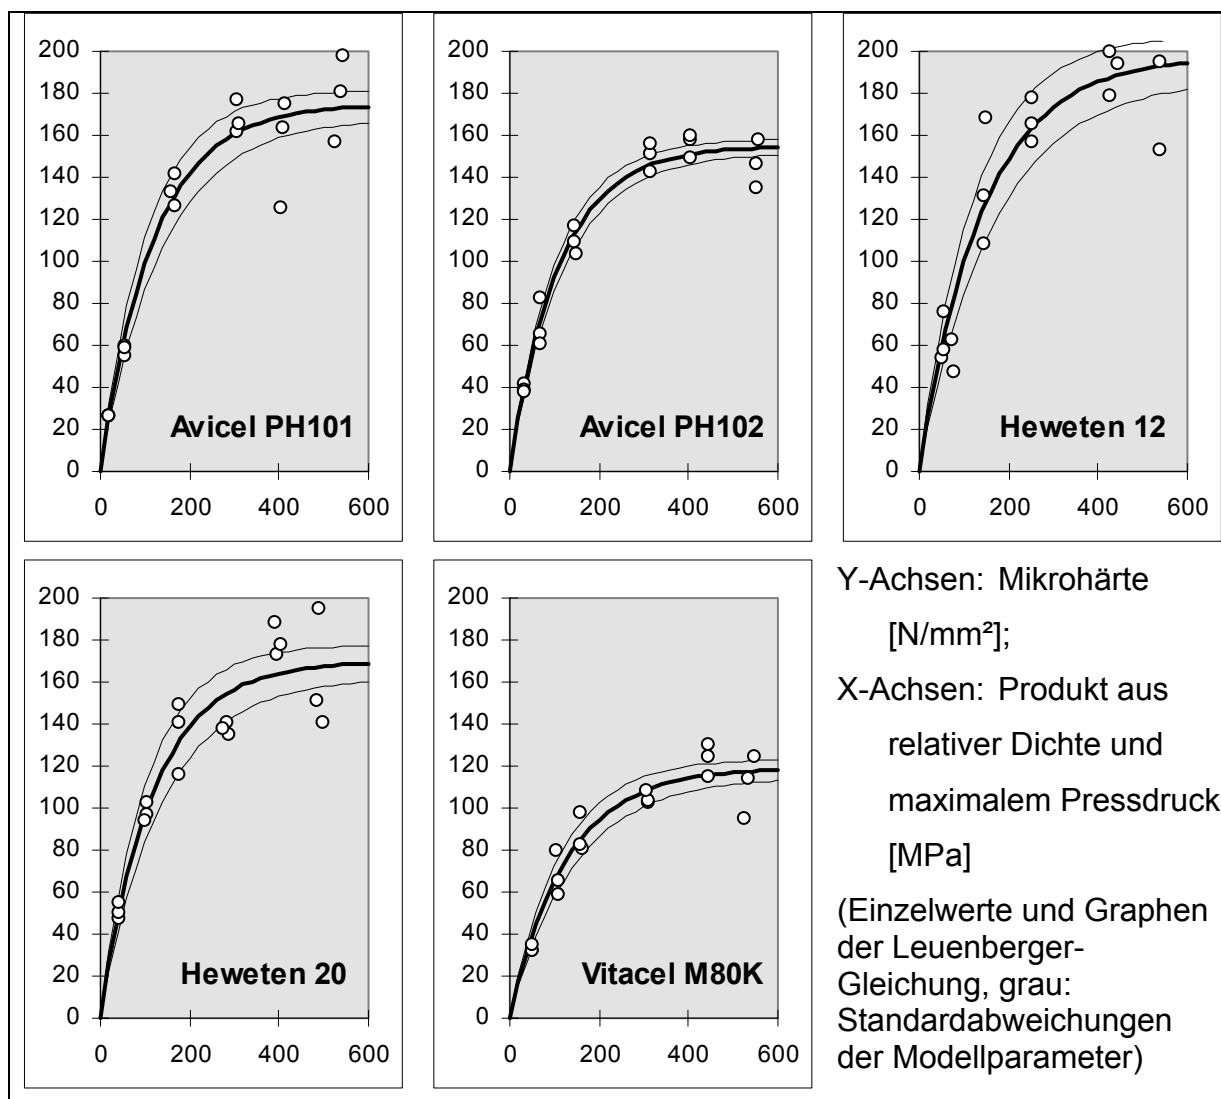 200
180
160
140
120
100
80
60
40
20
0
Avicel PH101
0 200 400 600
200
180
160
140
120
100
80
60
40
20
0
Avicel PH102
0 200 400 600
200
180
160
140
120
100
80
60
40
20
0
Heweten 12
0 200 400 600
200
180
160
140
120
100
80
60
40
20
0
Heweten 20
0 200 400 600
200
180
160
140
120
100
80
60
40
20
0
Vitacel M80K
0 200 400 600
Y-Achsen: Mikrohärte
[N/mm²];
X-Achsen: Produkt aus
relativer Dichte und
maximalem Pressdruck
[MPa]
(Einzelwerte und Graphen
der Leuenberger-
Gleichung, grau:
Standardabweichungen
der Modellparameter)